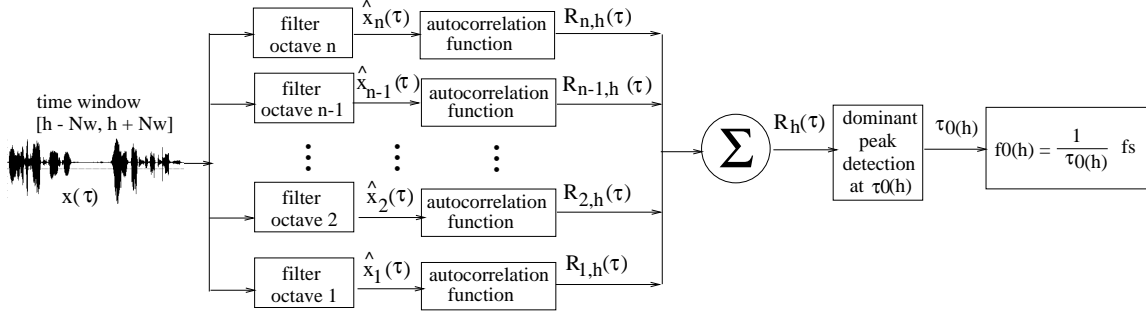 time window
[h - Nw, h + Nw]
x(τ)
filter
octave n
x̂n(τ)
autocorrelation
function
Rn,h(τ)
filter
octave n-1
x̂n-1(τ)
autocorrelation
function
Rn-1,h (τ)
filter
octave 2
x̂2(τ)
autocorrelation
function
R2,h(τ)
filter
octave 1
x̂1(τ)
autocorrelation
function
R1,h(τ)
Σ
Rh(τ)
dominant
peak
detection
at τ0(h)
τ0(h)
f0(h) = 1/τ0(h) fs